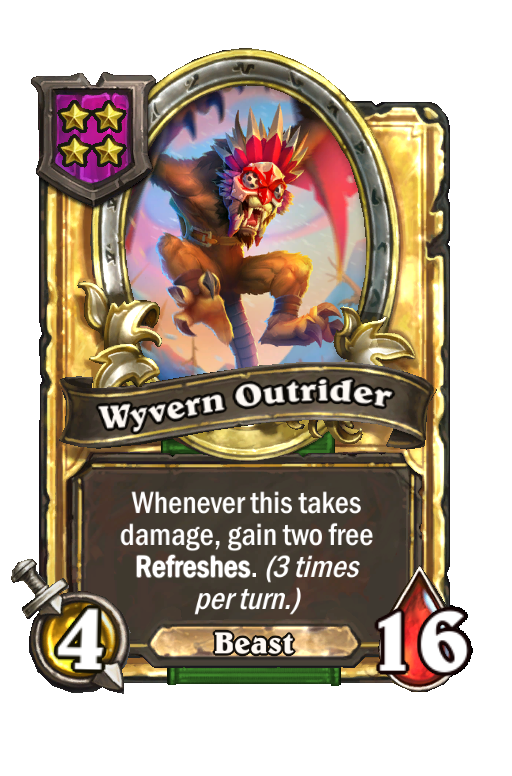 Wyvern Outrider
Whenever this takes
damage, gain two free
Refreshes. (3 times
per turn.)
4
Beast
16